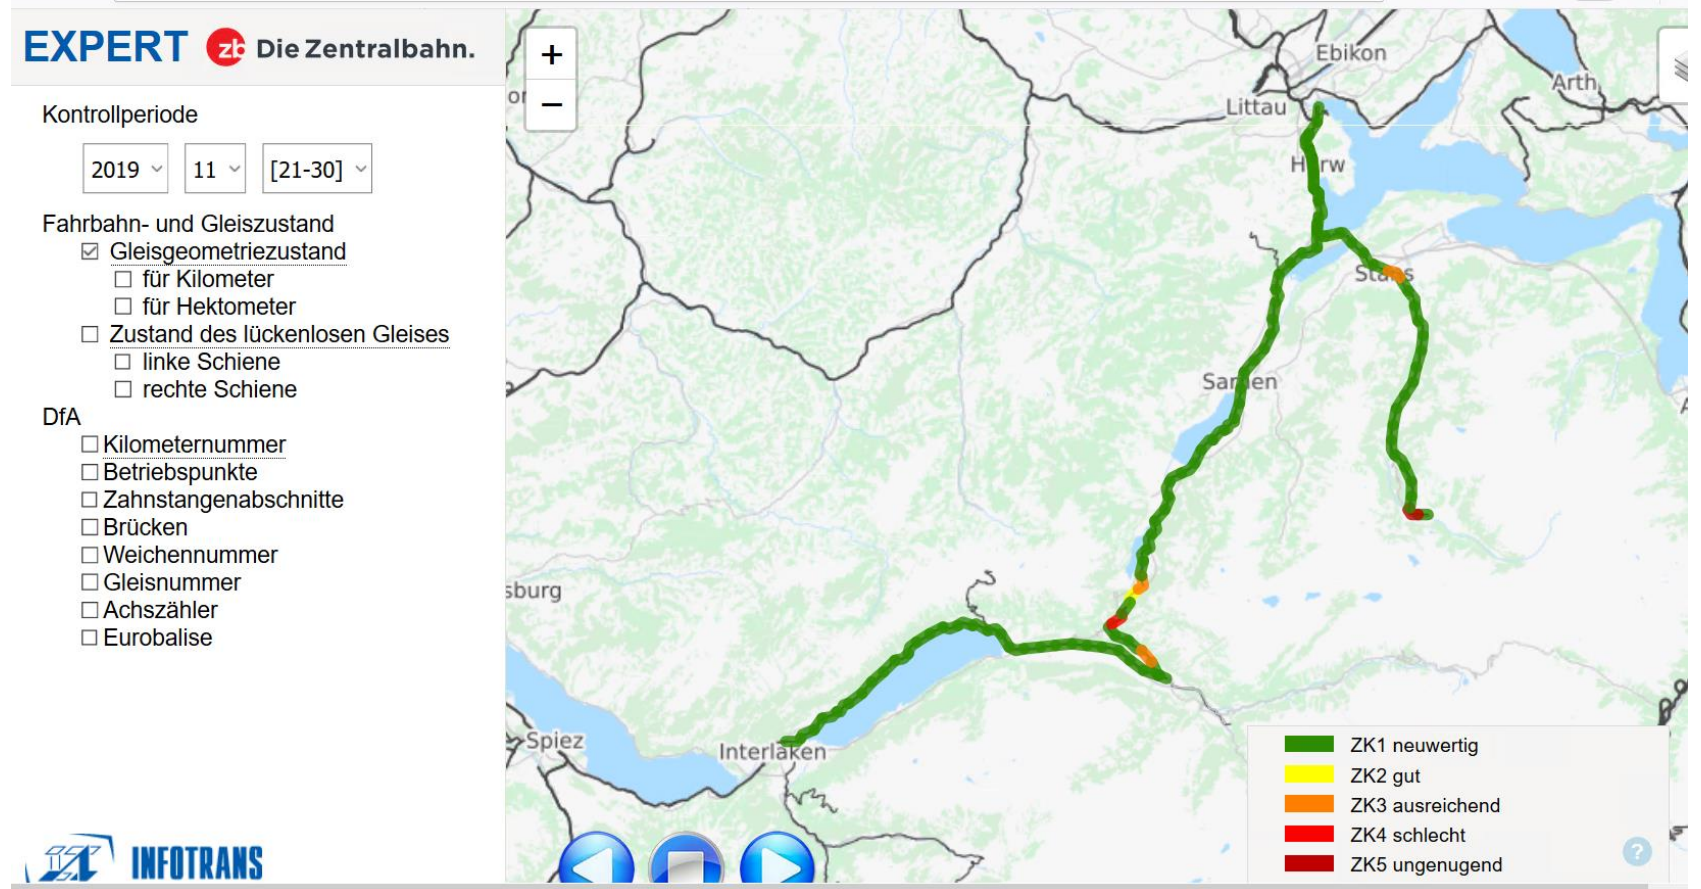 EXPERT zb Die Zentralbahn.
Kontrollperiode
2019 11 [21-30]
Fahrbahn- und Gleiszustand
Gleisgeometriezustand
für Kilometer
für Hektometer
Zustand des lückenlosen Gleises
linke Schiene
rechte Schiene
DfA
Kilometernummer
Betriebspunkte
Zahnstangenabschnitte
Brücken
Weichennummer
Gleisnummer
Achszähler
Eurobalise
INFOTRANS
+
−
Ebikon
Arth
Littau
Horw
Stans
Sarnen
sburg
Spiez
Interlaken
ZK1 neuwertig
ZK2 gut
ZK3 ausreichend
ZK4 schlecht
ZK5 ungenugend
?